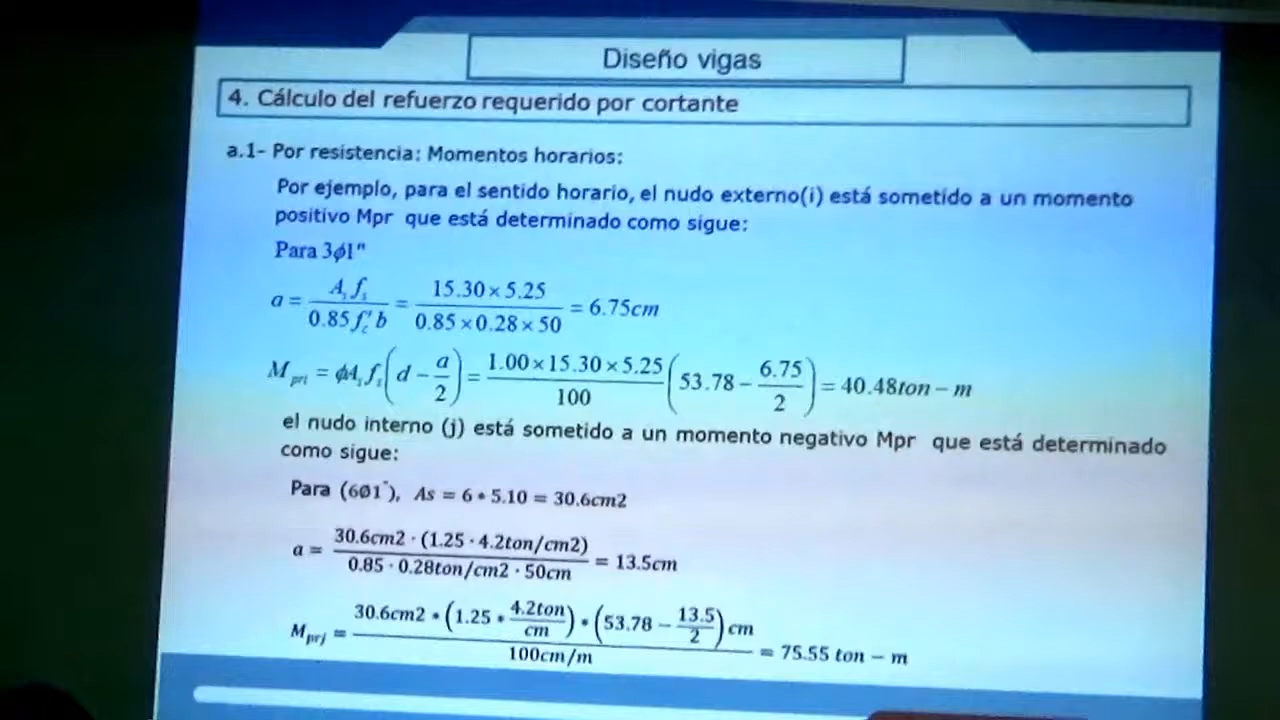 Diseño vigas
4. Cálculo del refuerzo requerido por cortante
a.1- Por resistencia: Momentos horarios:
Por ejemplo, para el sentido horario, el nudo externo(i) está sometido a un momento
positivo Mpr que está determinado como sigue:
Para 3ϕ1"
a = A_s f_s / 0.85 f'_c b = 15.30 × 5.25 / 0.85 × 0.28 × 50 = 6.75cm
M_pri = ϕA_s f_s (d − a/2) = 1.00 × 15.30 × 5.25 / 100 (53.78 − 6.75/2) = 40.48ton − m
el nudo interno (j) está sometido a un momento negativo Mpr que está determinado
como sigue:
Para (6Ø1"), As = 6 * 5.10 = 30.6cm2
a = 30.6cm2 · (1.25 · 4.2ton/cm2) / 0.85 · 0.28ton/cm2 · 50cm = 13.5cm
M_prj = 30.6cm2 * (1.25 * 4.2ton/cm) * (53.78 − 13.5/2) cm / 100cm/m = 75.55 ton − m